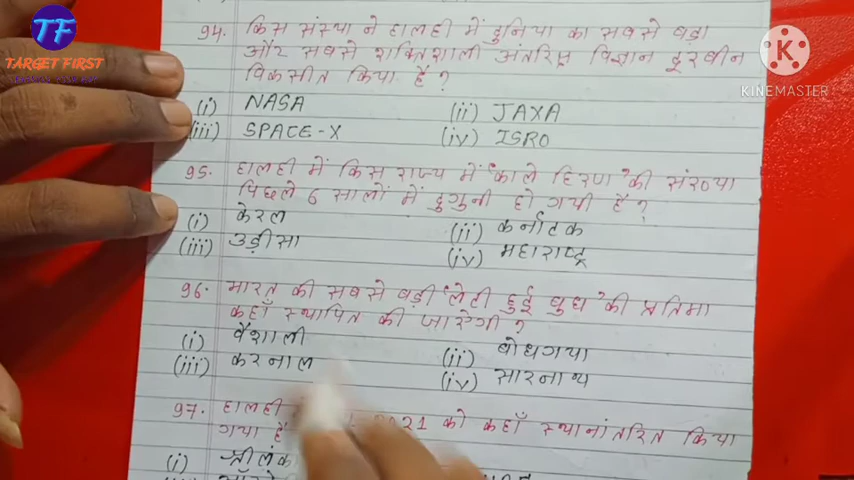 TF
TARGET FIRST
KINEMASTER
94. किस संस्था ने हालही में दुनिया का सबसे बड़ा
और सबसे शक्तिशाली अंतरिक्ष विज्ञान दूरबीन
विकसीत किया है ?
(i) NASA (ii) JAXA
(iii) SPACE-X (iv) ISRO
95. हालही में किस राज्य में "काले हिरण" की संख्या
पिछले 6 सालों में दुगुनी हो गयी है ?
(i) केरल (ii) कर्नाटक
(iii) उड़ीसा (iv) महाराष्ट्र
96. भारत की सबसे बड़ी 'लेटी हुई बुध' की प्रतिमा
कहाँ स्थापित की जाएगी ?
(i) वैशाली (ii) बोधगया
(iii) करनाल (iv) सारनाथ
97. हालही 2021 को कहाँ स्थानांतरित किया
गया है
(i) श्रीलंका